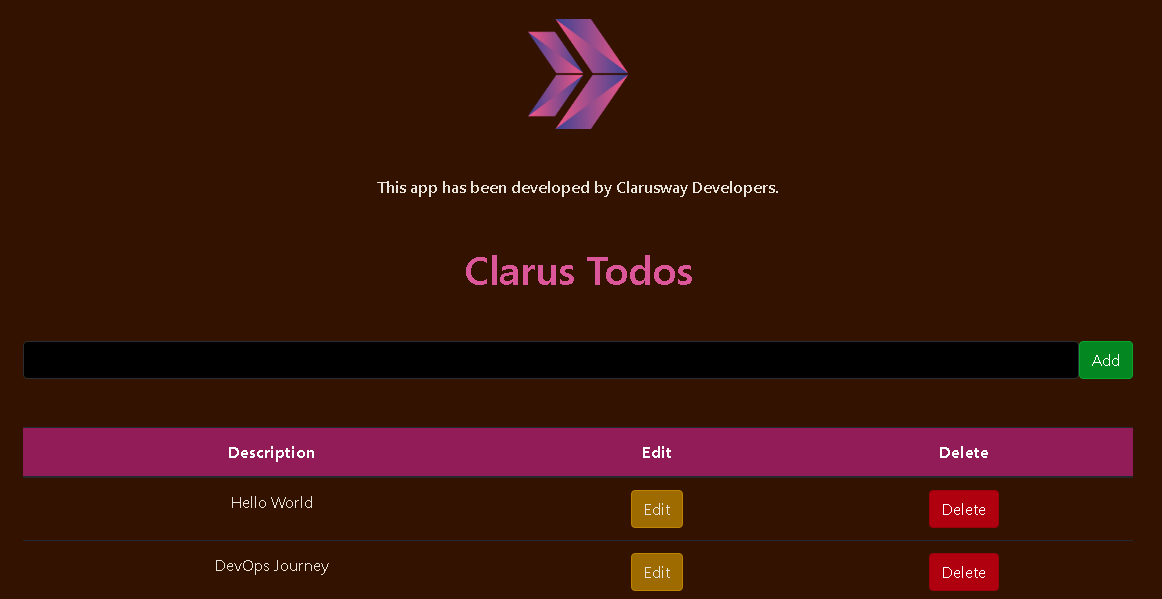 This app has been developed by Clarusway Developers.
Clarus Todos
Add
Description Edit Delete
Hello World Edit Delete
DevOps Journey Edit Delete